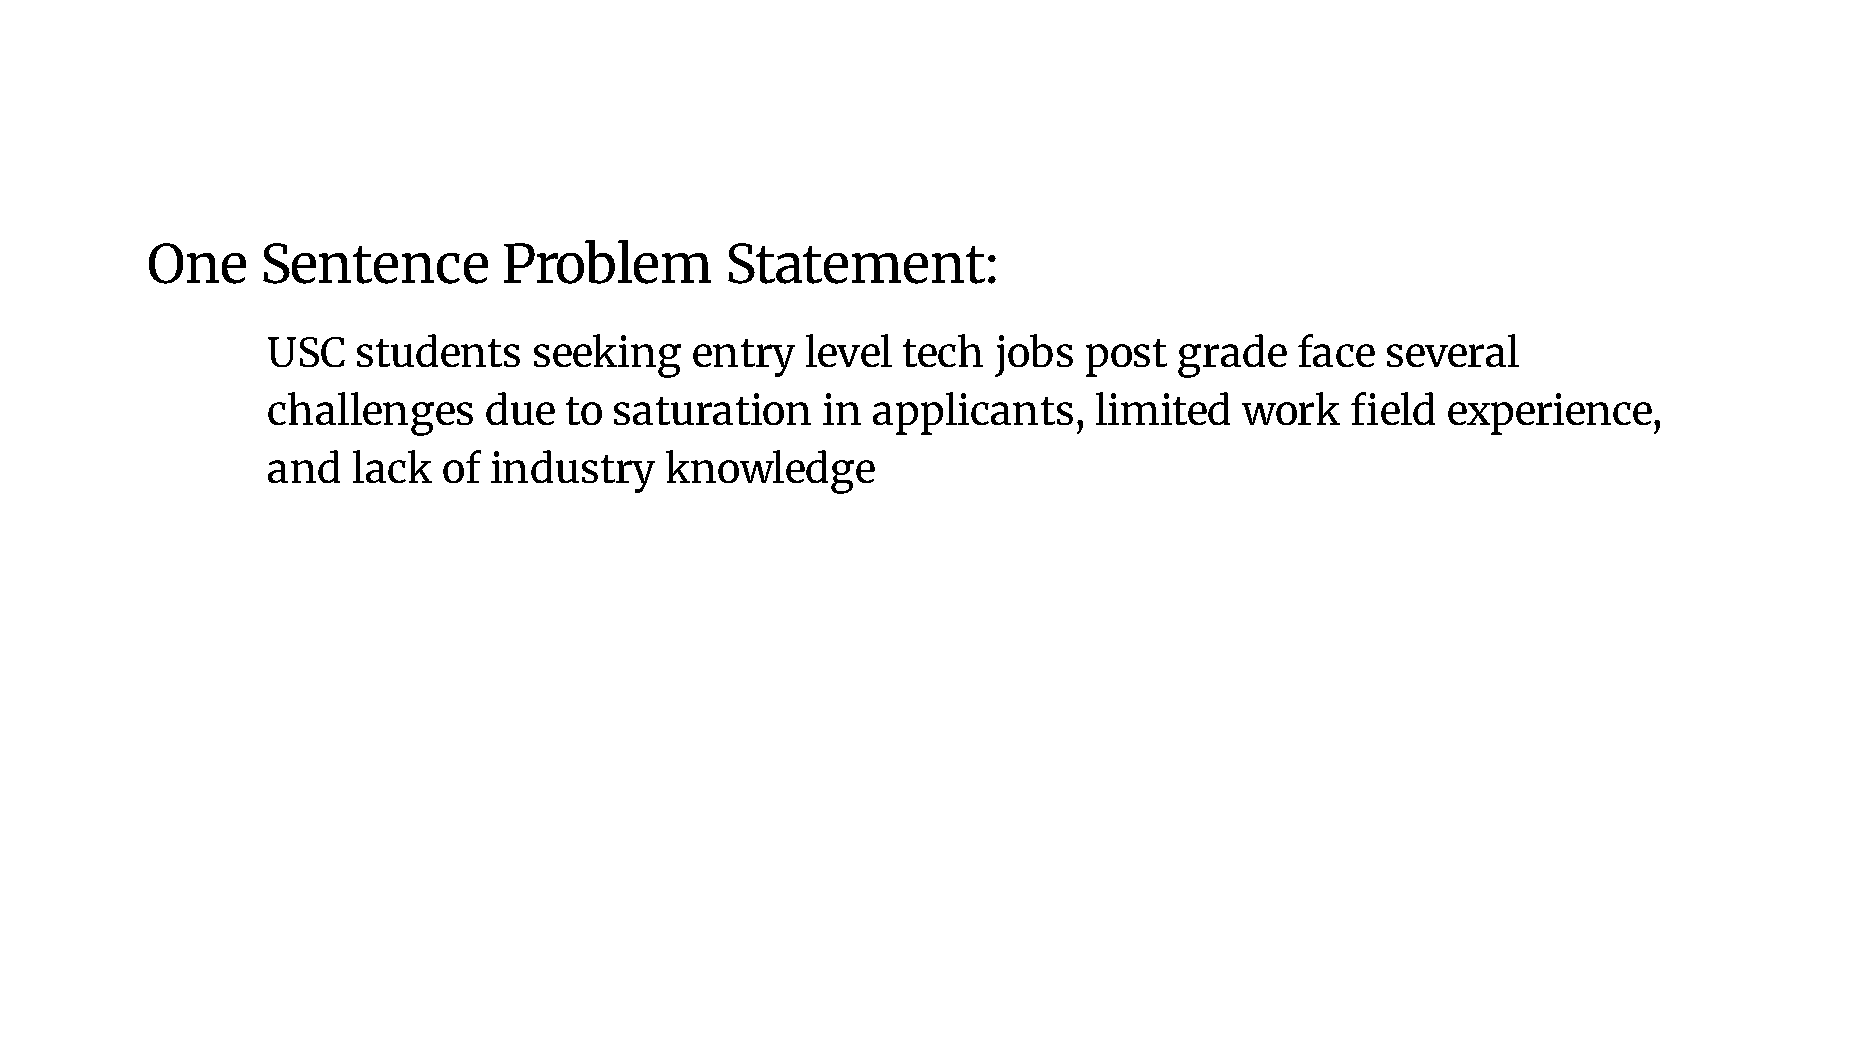 One Sentence Problem Statement:
USC students seeking entry level tech jobs post grade face several
challenges due to saturation in applicants, limited work field experience,
and lack of industry knowledge